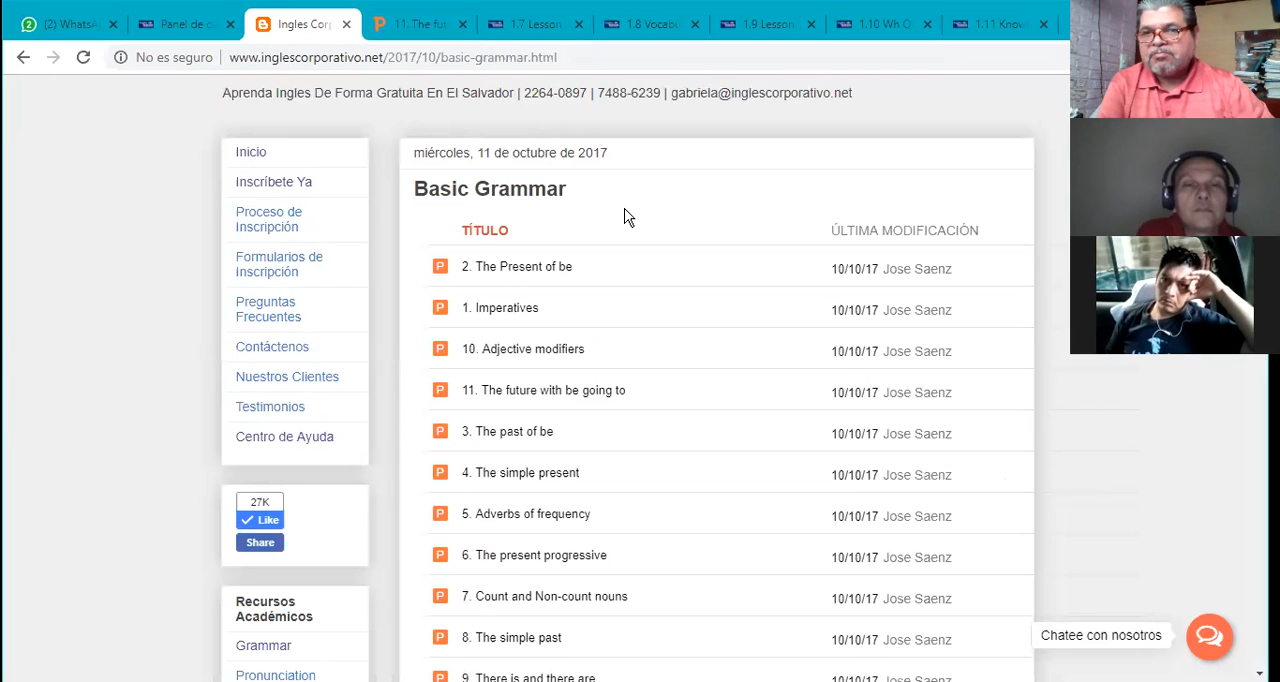 (2) WhatsA
Panel de c
Ingles Corp
11. The fu
1.7 Lesson
1.8 Vocabu
1.9 Lesson
1.10 Wh Q
1.11 Know
No es seguro
www.inglescorporativo.net/2017/10/basic-grammar.html
Aprenda Ingles De Forma Gratuita En El Salvador | 2264-0897 | 7488-6239 | gabriela@inglescorporativo.net
Inicio
Inscríbete Ya
Proceso de
Inscripción
Formularios de
Inscripción
Preguntas
Frecuentes
Contáctenos
Nuestros Clientes
Testimonios
Centro de Ayuda
27K
Like
Share
Recursos
Académicos
Grammar
Pronunciation
miércoles, 11 de octubre de 2017
Basic Grammar
TÍTULO ÚLTIMA MODIFICACIÓN
P 2. The Present of be 10/10/17 Jose Saenz
P 1. Imperatives 10/10/17 Jose Saenz
P 10. Adjective modifiers 10/10/17 Jose Saenz
P 11. The future with be going to 10/10/17 Jose Saenz
P 3. The past of be 10/10/17 Jose Saenz
P 4. The simple present 10/10/17 Jose Saenz
P 5. Adverbs of frequency 10/10/17 Jose Saenz
P 6. The present progressive 10/10/17 Jose Saenz
P 7. Count and Non-count nouns 10/10/17 Jose Saenz
P 8. The simple past 10/10/17 Jose Saenz
P 9. There is and there are 10/10/17 Jose Saenz
Chatee con nosotros